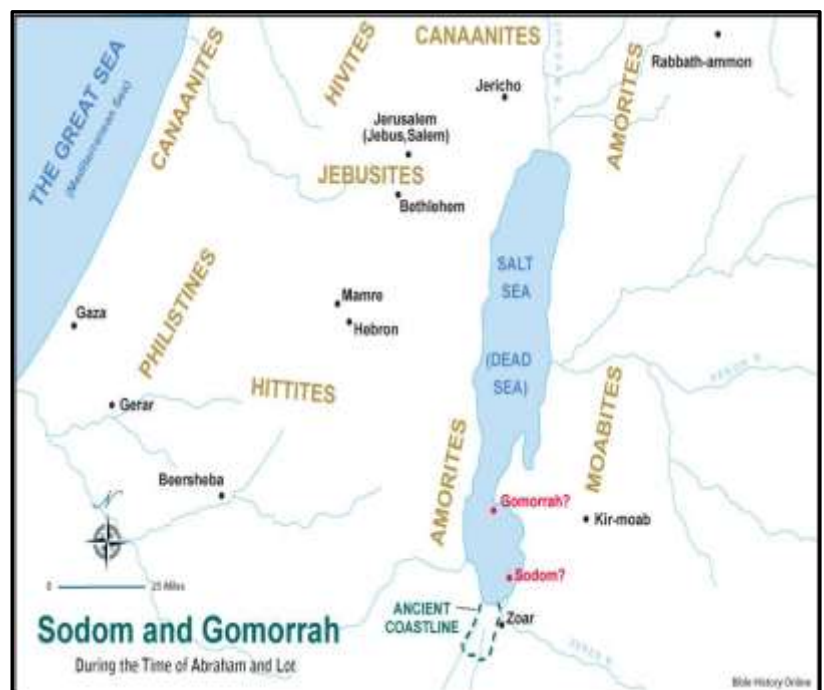 CANAANITES
HIVITES
CANAANITES
AMORITES
Rabbath-ammon
THE GREAT SEA
(Mediterranean Sea)
Jericho
Jerusalem
(Jebus,Salem)
JEBUSITES
Bethlehem
SALT
SEA
(DEAD
SEA)
Mamre
Hebron
Gaza
PHILISTINES
HITTITES
Gerar
MOABITES
AMORITES
Beersheba
Gomorrah?
Kir-moab
N
Sodom?
0 25 Miles
ANCIENT
COASTLINE
Zoar
Sodom and Gomorrah
During the Time of Abraham and Lot
ZERED R.
Bible History Online